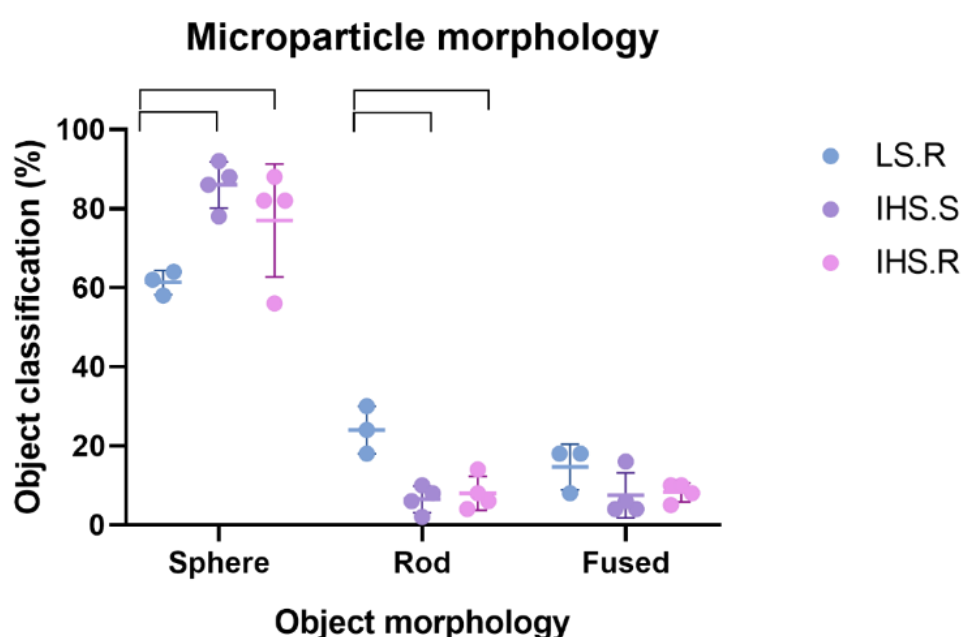 Microparticle morphology
Object classification (%)
100
80
60
40
20
0
Sphere Rod Fused
Object morphology
LS.R
IHS.S
IHS.R